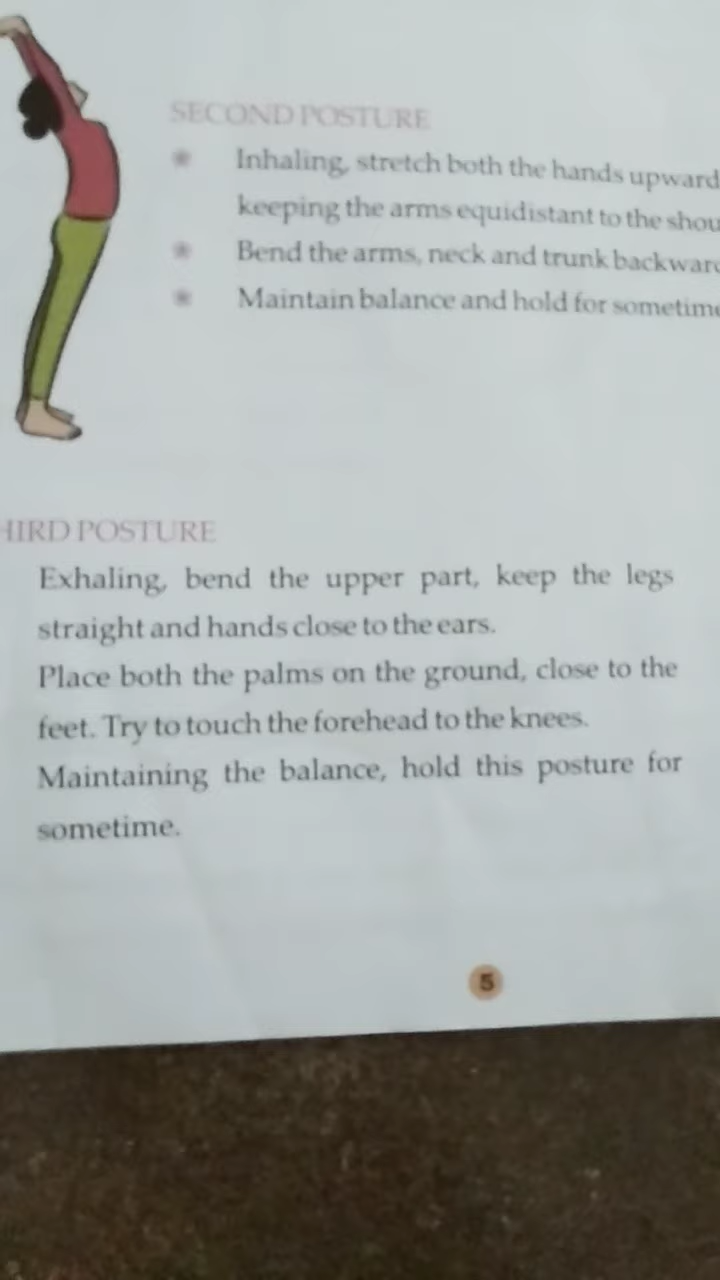 SECOND POSTURE
Inhaling, stretch both the hands upward
keeping the arms equidistant to the shou
Bend the arms, neck and trunk backward
Maintain balance and hold for sometime
HIRD POSTURE
Exhaling, bend the upper part, keep the legs
straight and hands close to the ears.
Place both the palms on the ground, close to the
feet. Try to touch the forehead to the knees.
Maintaining the balance, hold this posture for
sometime.
5